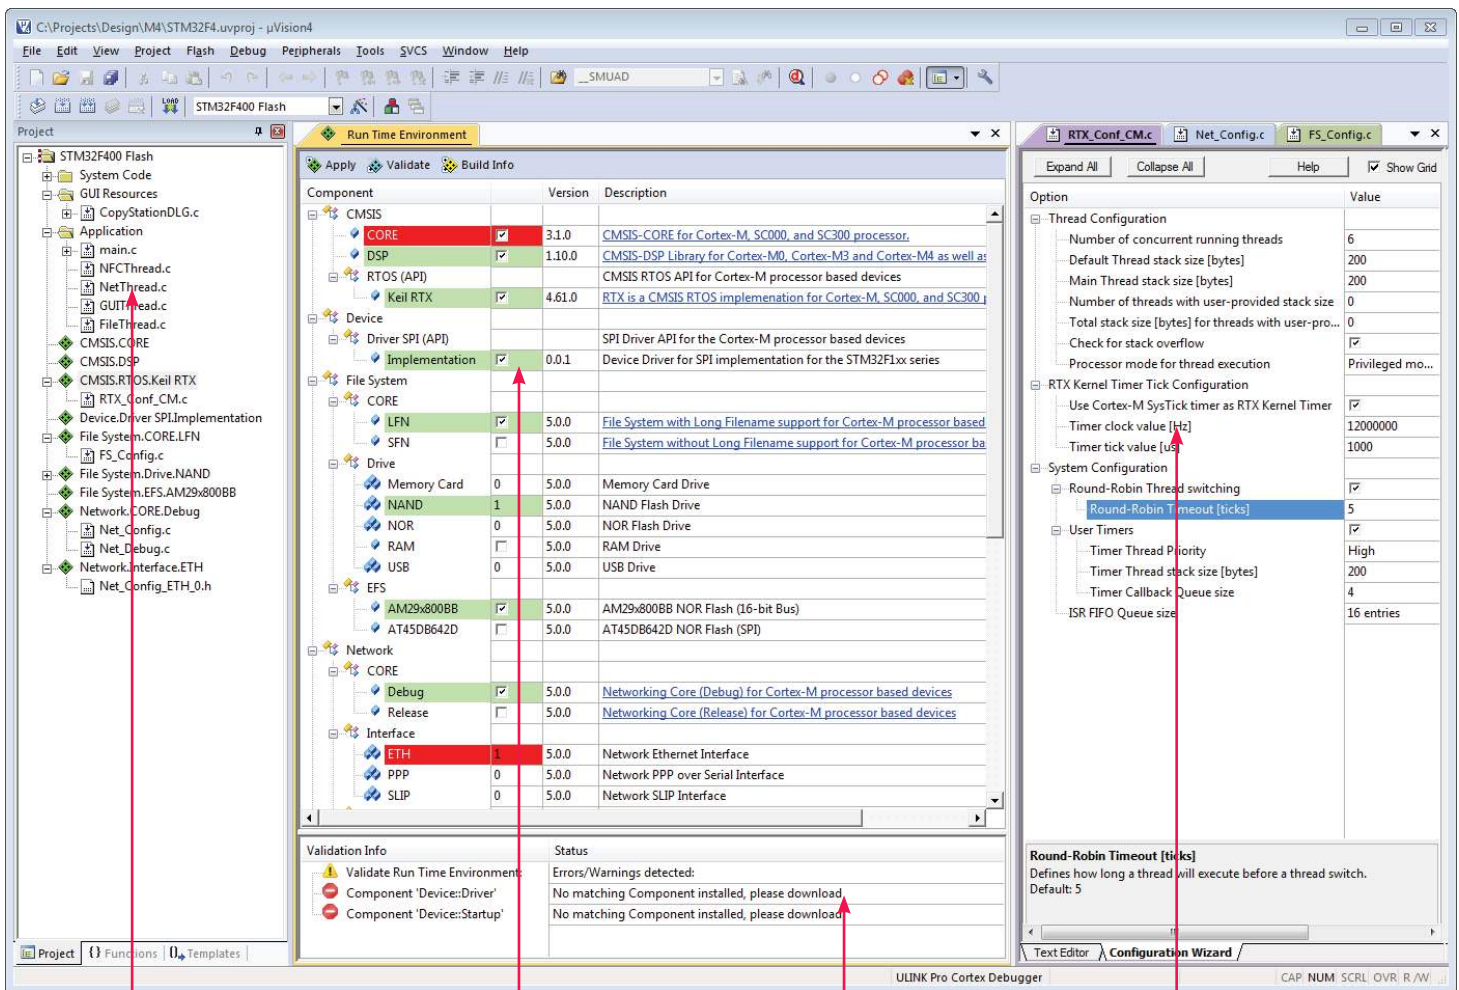 C:\Projects\Design\M4\STM32F4.uvproj - µVision4
File Edit View Project Flash Debug Peripherals Tools SVCS Window Help
__SMUAD
LOAD STM32F400 Flash
Project
STM32F400 Flash
System Code
GUI Resources
CopyStationDLG.c
Application
main.c
NFCThread.c
NetThread.c
GUIThread.c
FileThread.c
CMSIS.CORE
CMSIS.DSP
CMSIS.RTOS.Keil RTX
RTX_Conf_CM.c
Device.Driver SPI.Implementation
File System.CORE.LFN
FS_Config.c
File System.Drive.NAND
File System.EFS.AM29x800BB
Network.CORE.Debug
Net_Config.c
Net_Debug.c
Network.Interface.ETH
Net_Config_ETH_0.h
Project {} Functions Templates
Run Time Environment
Apply Validate Build Info
Component Version Description
CMSIS
CORE 3.1.0 CMSIS-CORE for Cortex-M, SC000, and SC300 processor.
DSP 1.10.0 CMSIS-DSP Library for Cortex-M0, Cortex-M3 and Cortex-M4 as well as
RTOS (API) CMSIS RTOS API for Cortex-M processor based devices
Keil RTX 4.61.0 RTX is a CMSIS RTOS implemenation for Cortex-M, SC000, and SC300
Device
Driver SPI (API) SPI Driver API for the Cortex-M processor based devices
Implementation 0.0.1 Device Driver for SPI implementation for the STM32F1xx series
File System
CORE
LFN 5.0.0 File System with Long Filename support for Cortex-M processor based
SFN 5.0.0 File System without Long Filename support for Cortex-M processor ba
Drive
Memory Card 0 5.0.0 Memory Card Drive
NAND 1 5.0.0 NAND Flash Drive
NOR 0 5.0.0 NOR Flash Drive
RAM 5.0.0 RAM Drive
USB 0 5.0.0 USB Drive
EFS
AM29x800BB 5.0.0 AM29x800BB NOR Flash (16-bit Bus)
AT45DB642D 5.0.0 AT45DB642D NOR Flash (SPI)
Network
CORE
Debug 5.0.0 Networking Core (Debug) for Cortex-M processor based devices
Release 5.0.0 Networking Core (Release) for Cortex-M processor based devices
Interface
ETH 1 5.0.0 Network Ethernet Interface
PPP 0 5.0.0 Network PPP over Serial Interface
SLIP 0 5.0.0 Network SLIP Interface
Validation Info Status
Validate Run Time Environment: Errors/Warnings detected:
Component 'Device::Driver' No matching Component installed, please download
Component 'Device::Startup' No matching Component installed, please download
RTX_Conf_CM.c Net_Config.c FS_Config.c
Expand All Collapse All Help Show Grid
Option Value
Thread Configuration
Number of concurrent running threads 6
Default Thread stack size [bytes] 200
Main Thread stack size [bytes] 200
Number of threads with user-provided stack size 0
Total stack size [bytes] for threads with user-pro... 0
Check for stack overflow
Processor mode for thread execution Privileged mo...
RTX Kernel Timer Tick Configuration
Use Cortex-M SysTick timer as RTX Kernel Timer
Timer clock value [Hz] 12000000
Timer tick value [us] 1000
System Configuration
Round-Robin Thread switching
Round-Robin Timeout [ticks] 5
User Timers
Timer Thread Priority High
Timer Thread stack size [bytes] 200
Timer Callback Queue size 4
ISR FIFO Queue size 16 entries
Round-Robin Timeout [ticks]
Defines how long a thread will execute before a thread switch.
Default: 5
Text Editor Configuration Wizard
ULINK Pro Cortex Debugger CAP NUM SCRL OVR R/W